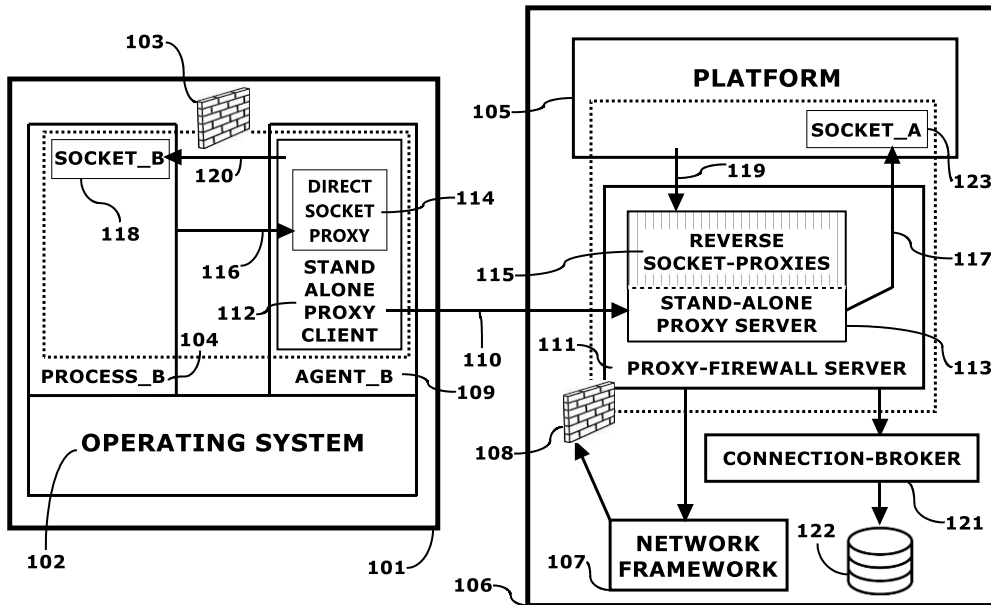 103
PLATFORM
105
SOCKET_A
SOCKET_B
120
119
123
DIRECT
SOCKET
PROXY
114
118
116
REVERSE
SOCKET-PROXIES
115
117
STAND
ALONE
PROXY
CLIENT
112
STAND-ALONE
PROXY SERVER
110
104
111
PROXY-FIREWALL SERVER
113
PROCESS_B
AGENT_B
109
OPERATING SYSTEM
108
CONNECTION-BROKER
121
102
101
107
NETWORK
FRAMEWORK
122
106